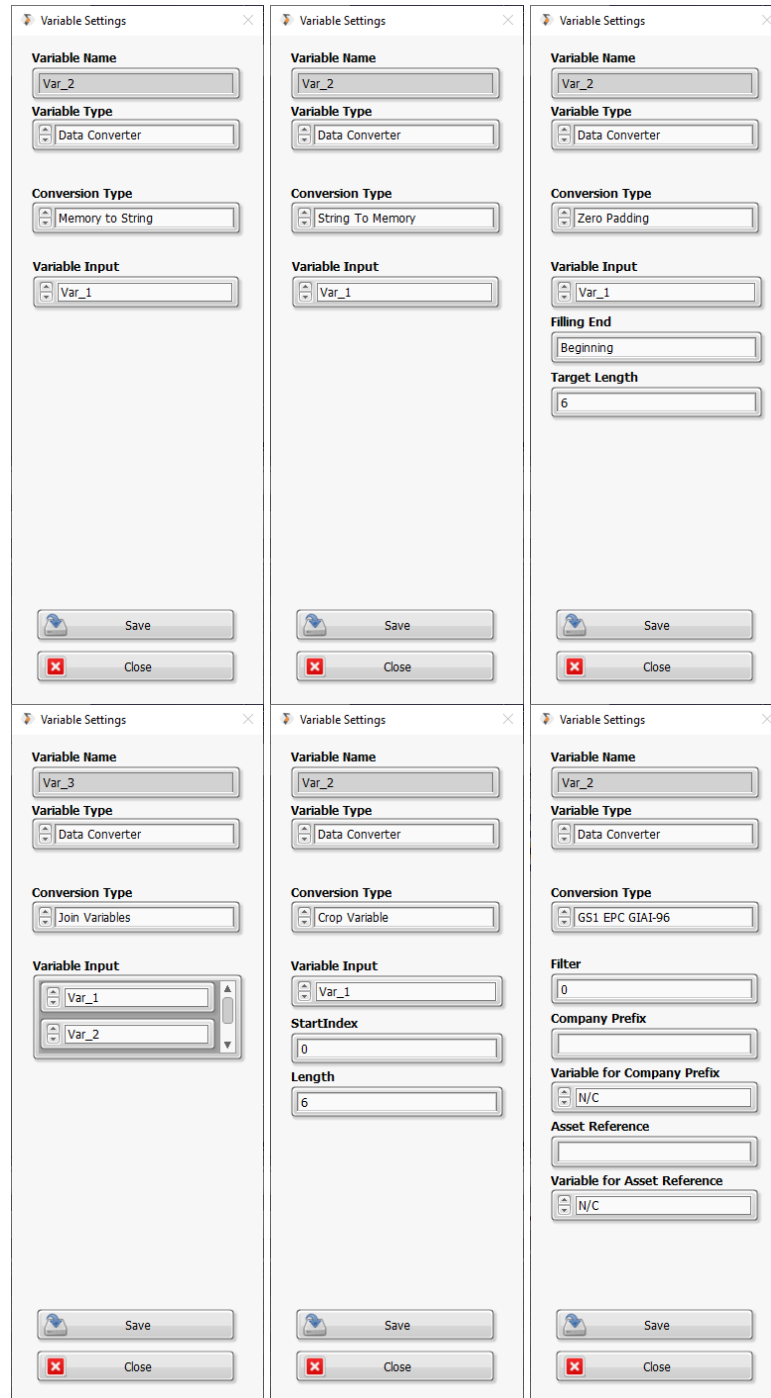 Variable Settings
Variable Name
Var_2
Variable Type
Data Converter
Conversion Type
Memory to String
Variable Input
Var_1
Save
Close
Variable Settings
Variable Name
Var_2
Variable Type
Data Converter
Conversion Type
String To Memory
Variable Input
Var_1
Save
Close
Variable Settings
Variable Name
Var_2
Variable Type
Data Converter
Conversion Type
Zero Padding
Variable Input
Var_1
Filling End
Beginning
Target Length
6
Save
Close
Variable Settings
Variable Name
Var_3
Variable Type
Data Converter
Conversion Type
Join Variables
Variable Input
Var_1
Var_2
Save
Close
Variable Settings
Variable Name
Var_2
Variable Type
Data Converter
Conversion Type
Crop Variable
Variable Input
Var_1
StartIndex
0
Length
6
Save
Close
Variable Settings
Variable Name
Var_2
Variable Type
Data Converter
Conversion Type
GS1 EPC GIAI-96
Filter
0
Company Prefix
Variable for Company Prefix
N/C
Asset Reference
Variable for Asset Reference
N/C
Save
Close